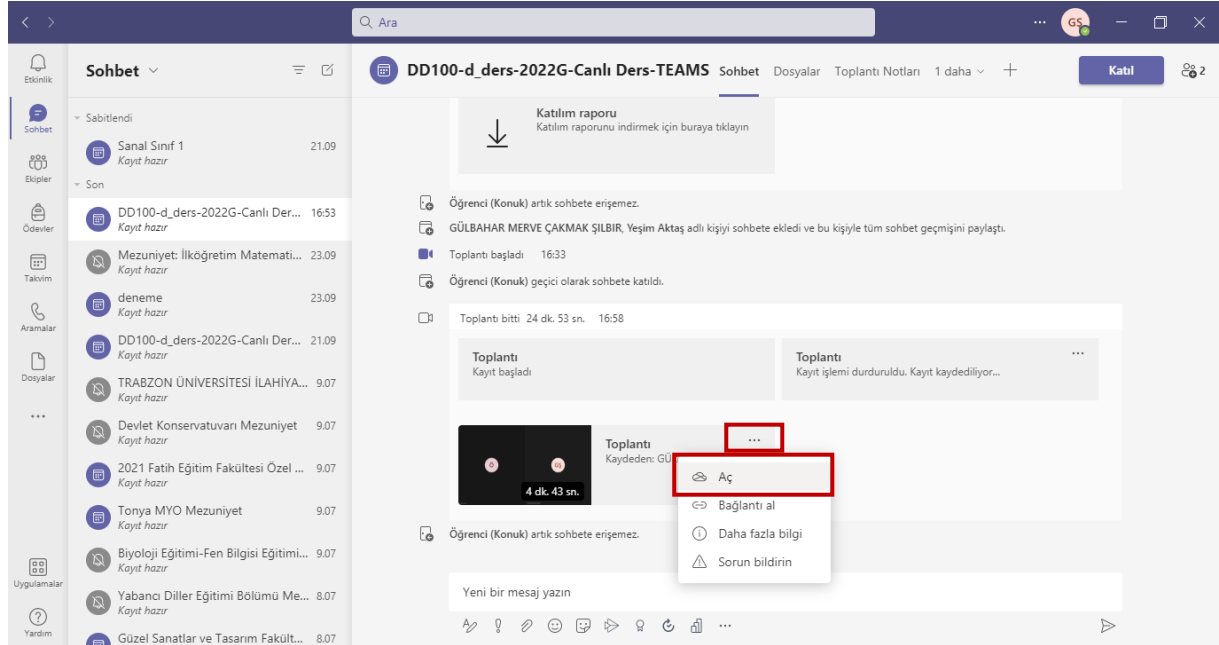 Ara
GS
Etkinlik
Sohbet
Ekipler
Ödevler
Takvim
Aramalar
Dosyalar
Uygulamalar
Yardım
Sohbet
Sabitlendi
Sanal Sınıf 1 21.09
Kayıt hazır
Son
DD100-d_ders-2022G-Canlı Der... 16:53
Kayıt hazır
Mezuniyet: İlköğretim Matemati... 23.09
Kayıt hazır
deneme 23.09
Kayıt hazır
DD100-d_ders-2022G-Canlı Der... 21.09
Kayıt hazır
TRABZON ÜNİVERSİTESİ İLAHİYA... 9.07
Kayıt hazır
Devlet Konservatuvarı Mezuniyet 9.07
Kayıt hazır
2021 Fatih Eğitim Fakültesi Özel ... 9.07
Kayıt hazır
Tonya MYO Mezuniyet 9.07
Kayıt hazır
Biyoloji Eğitimi-Fen Bilgisi Eğitimi... 9.07
Kayıt hazır
Yabancı Diller Eğitimi Bölümü Me... 8.07
Kayıt hazır
Güzel Sanatlar ve Tasarım Fakült... 8.07
DD100-d_ders-2022G-Canlı Ders-TEAMS Sohbet Dosyalar Toplantı Notları 1 daha Katıl 2
Katılım raporu
Katılım raporunu indirmek için buraya tıklayın
Öğrenci (Konuk) artık sohbete erişemez.
GÜLBAHAR MERVE ÇAKMAK ŞILBIR, Yeşim Aktaş adlı kişiyi sohbete ekledi ve bu kişiyle tüm sohbet geçmişini paylaştı.
Toplantı başladı 16:33
Öğrenci (Konuk) geçici olarak sohbete katıldı.
Toplantı bitti 24 dk. 53 sn. 16:58
Toplantı
Kayıt başladı
Toplantı
Kayıt işlemi durduruldu. Kayıt kaydediliyor...
Ö
GS
4 dk. 43 sn.
Toplantı
Kaydeden: GÜ
Aç
Bağlantı al
Daha fazla bilgi
Sorun bildirin
Öğrenci (Konuk) artık sohbete erişemez.
Yeni bir mesaj yazın